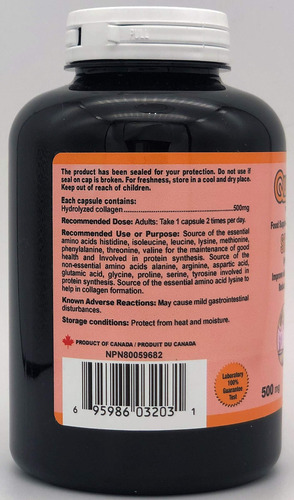 The product has been sealed for your protection. Do not use if
seal on cap is broken. For freshness, store in a cool and dry place.
Keep out of reach of children.
Each capsule contains:
Hydrolyzed collagen 500mg
Recommended Dose: Adults: Take 1 capsule 2 times per day.
Recommended Use or Purpose: Source of the essential
amino acids histidine, isoleucine, leucine, lysine, methionine,
phenylalanine, threonine, valine for the maintenance of good
health and Involved in protein synthesis. Source of the
non-essential amino acids alanine, arginine, aspartic acid,
glutamic acid, glycine, proline, serine, tyrosine involved in
protein synthesis. Source of the essential amino acid lysine to
help in collagen formation.
Known Adverse Reactions: May cause mild gastrointestinal
disturbances.
Storage conditions: Protect from heat and moisture.
PRODUCT OF CANADA / PRODUIT DU CANADA
NPN80059682
6 95986 03203 1
Laboratory
100%
Guarantee
Test
500 mg